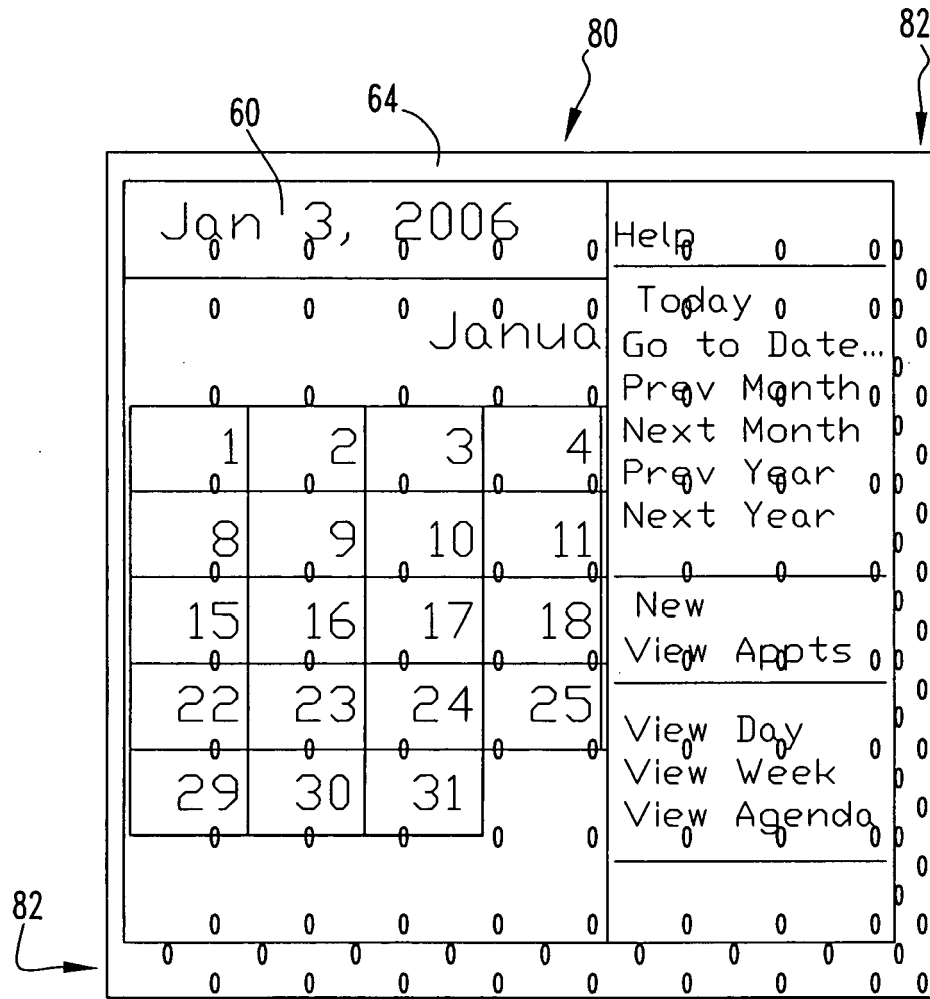 80
82
64
60
Jan 3, 2006
Help
Janua
Today
Go to Date...
Prev Month
Next Month
Prev Year
Next Year
1 2 3 4
8 9 10 11
15 16 17 18
22 23 24 25
29 30 31
New
View Appts
View Day
View Week
View Agenda
82